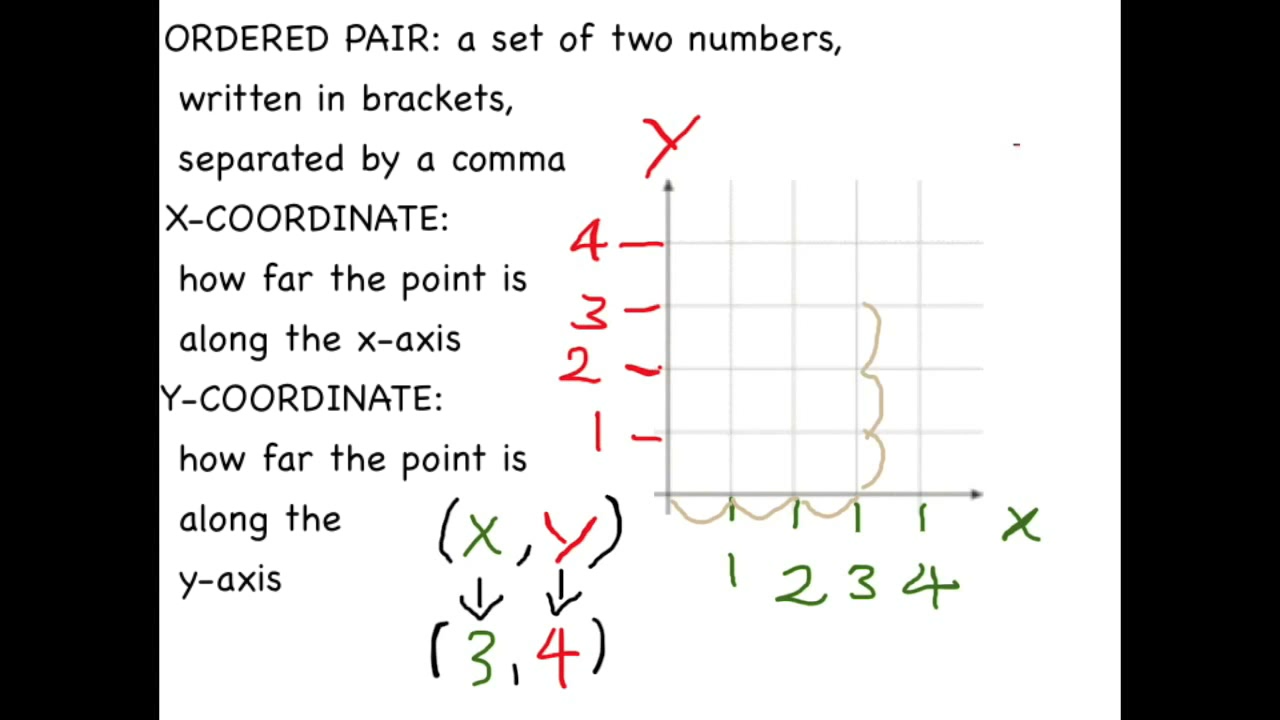 ORDERED PAIR: a set of two numbers,
written in brackets,
separated by a comma
X-COORDINATE:
how far the point is
along the x-axis
Y-COORDINATE:
how far the point is
along the
y-axis
(X,Y)
(3,4)
Y
4
3
2
1
X
1 2 3 4